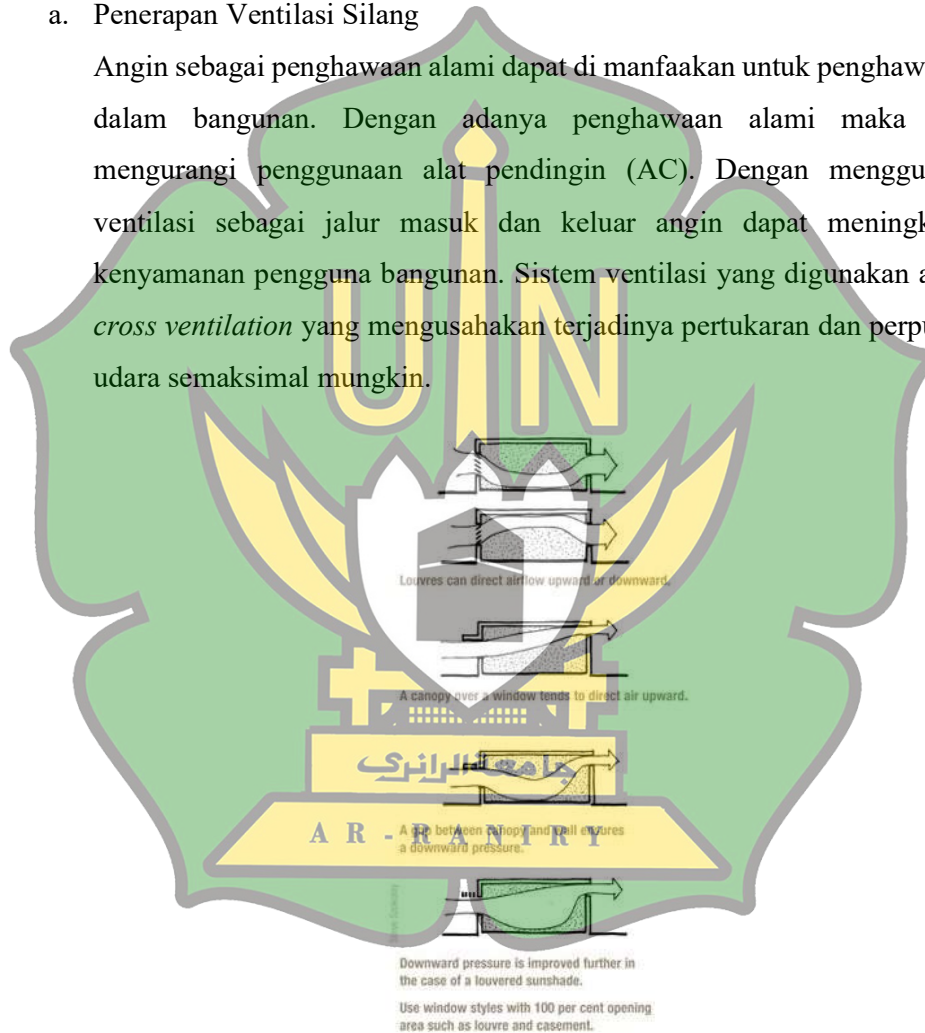 a. Penerapan Ventilasi Silang
Angin sebagai penghawaan alami dapat di manfaakan untuk penghaw
dalam bangunan. Dengan adanya penghawaan alami maka
mengurangi penggunaan alat pendingin (AC). Dengan menggu
ventilasi sebagai jalur masuk dan keluar angin dapat meningk
kenyamanan pengguna bangunan. Sistem ventilasi yang digunakan a
cross ventilation yang mengusahakan terjadinya pertukaran dan perpu
udara semaksimal mungkin.
UIN
Louvres can direct airflow upward or downward.
A canopy over a window tends to direct air upward.
جامعة الرانري
AR-RANIRY
A gap between canopy and wall ensures
a downward pressure.
Downward pressure is improved further in
the case of a louvered sunshade.
Use window styles with 100 per cent opening
area such as louvre and casement.